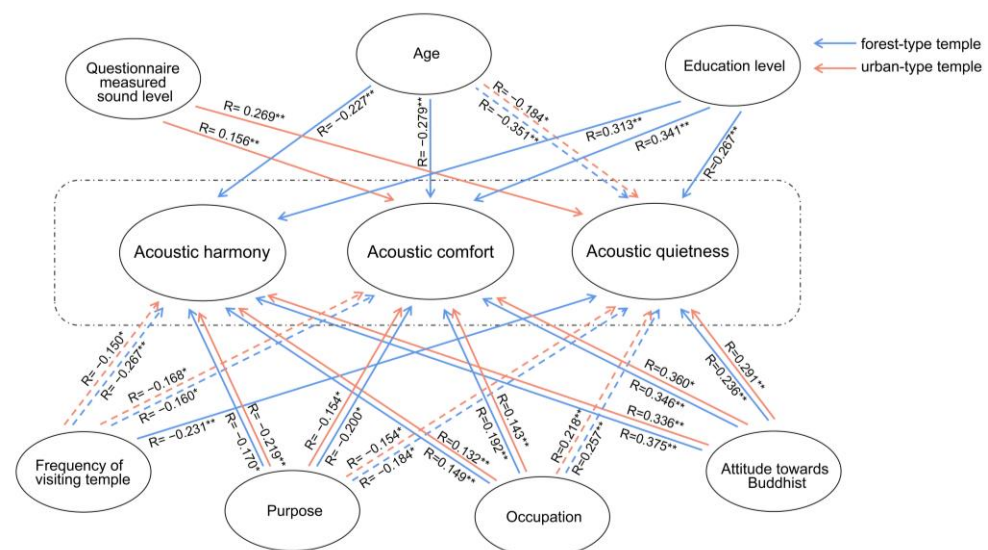 Questionnaire
measured
sound level
Age
Education level
forest-type temple
urban-type temple
R= 0.269**
R= 0.156**
R= −0.227**
R= −0.279**
R= −0.184*
R= −0.351**
R=0.313**
R=0.341**
R=0.267**
Acoustic harmony
Acoustic comfort
Acoustic quietness
R= −0.150*
R= −0.267**
R= −0.168*
R= −0.160*
R= −0.231**
R= −0.219**
R= −0.170*
R= −0.154*
R= −0.200*
R= −0.154*
R= −0.184*
R=0.132**
R=0.149**
R=0.143**
R=0.192**
R=0.218**
R=0.257**
R=0.360*
R=0.346**
R=0.336**
R=0.375**
R=0.291**
R=0.236**
Frequency of
visiting temple
Purpose
Occupation
Attitude towards
Buddhist